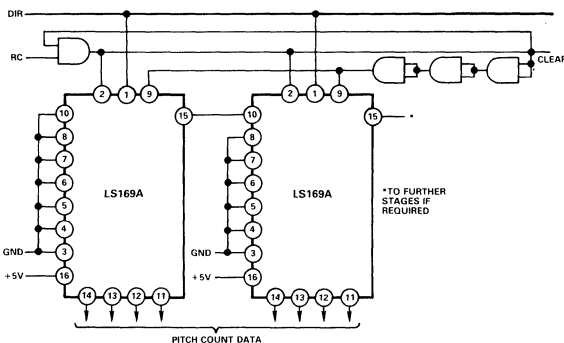 DIR
RC
CLEAR
2 1 9
2 1 9
10 15
10 15 *
8
8
7
7
6
6
5
5
4
4
GND 3
GND 3
+5V 16
+5V 16
LS169A
LS169A
*TO FURTHER
STAGES IF
REQUIRED
14 13 12 11
14 13 12 11
PITCH COUNT DATA